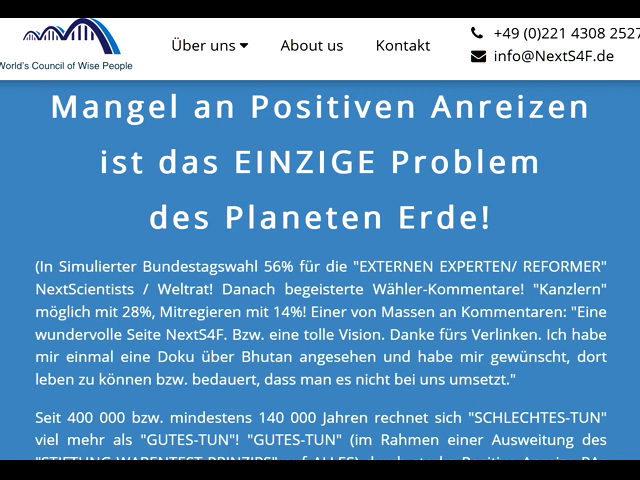 World's Council of Wise People
Über uns
About us
Kontakt
+49 (0)221 4308 2527
info@NextS4F.de
Mangel an Positiven Anreizen
ist das EINZIGE Problem
des Planeten Erde!
(In Simulierter Bundestagswahl 56% für die "EXTERNEN EXPERTEN/ REFORMER"
NextScientists / Weltrat! Danach begeisterte Wähler-Kommentare! "Kanzlern"
möglich mit 28%, Mitregieren mit 14%! Einer von Massen an Kommentaren: "Eine
wundervolle Seite NextS4F. Bzw. eine tolle Vision. Danke fürs Verlinken. Ich habe
mir einmal eine Doku über Bhutan angesehen und habe mir gewünscht, dort
leben zu können bzw. bedauert, dass man es nicht bei uns umsetzt."
Seit 400 000 bzw. mindestens 140 000 Jahren rechnet sich "SCHLECHTES-TUN"
viel mehr als "GUTES-TUN"! "GUTES-TUN" (im Rahmen einer Ausweitung des
"STIFTUNG WARENTEST-PRINZIPS" auf ALLES)